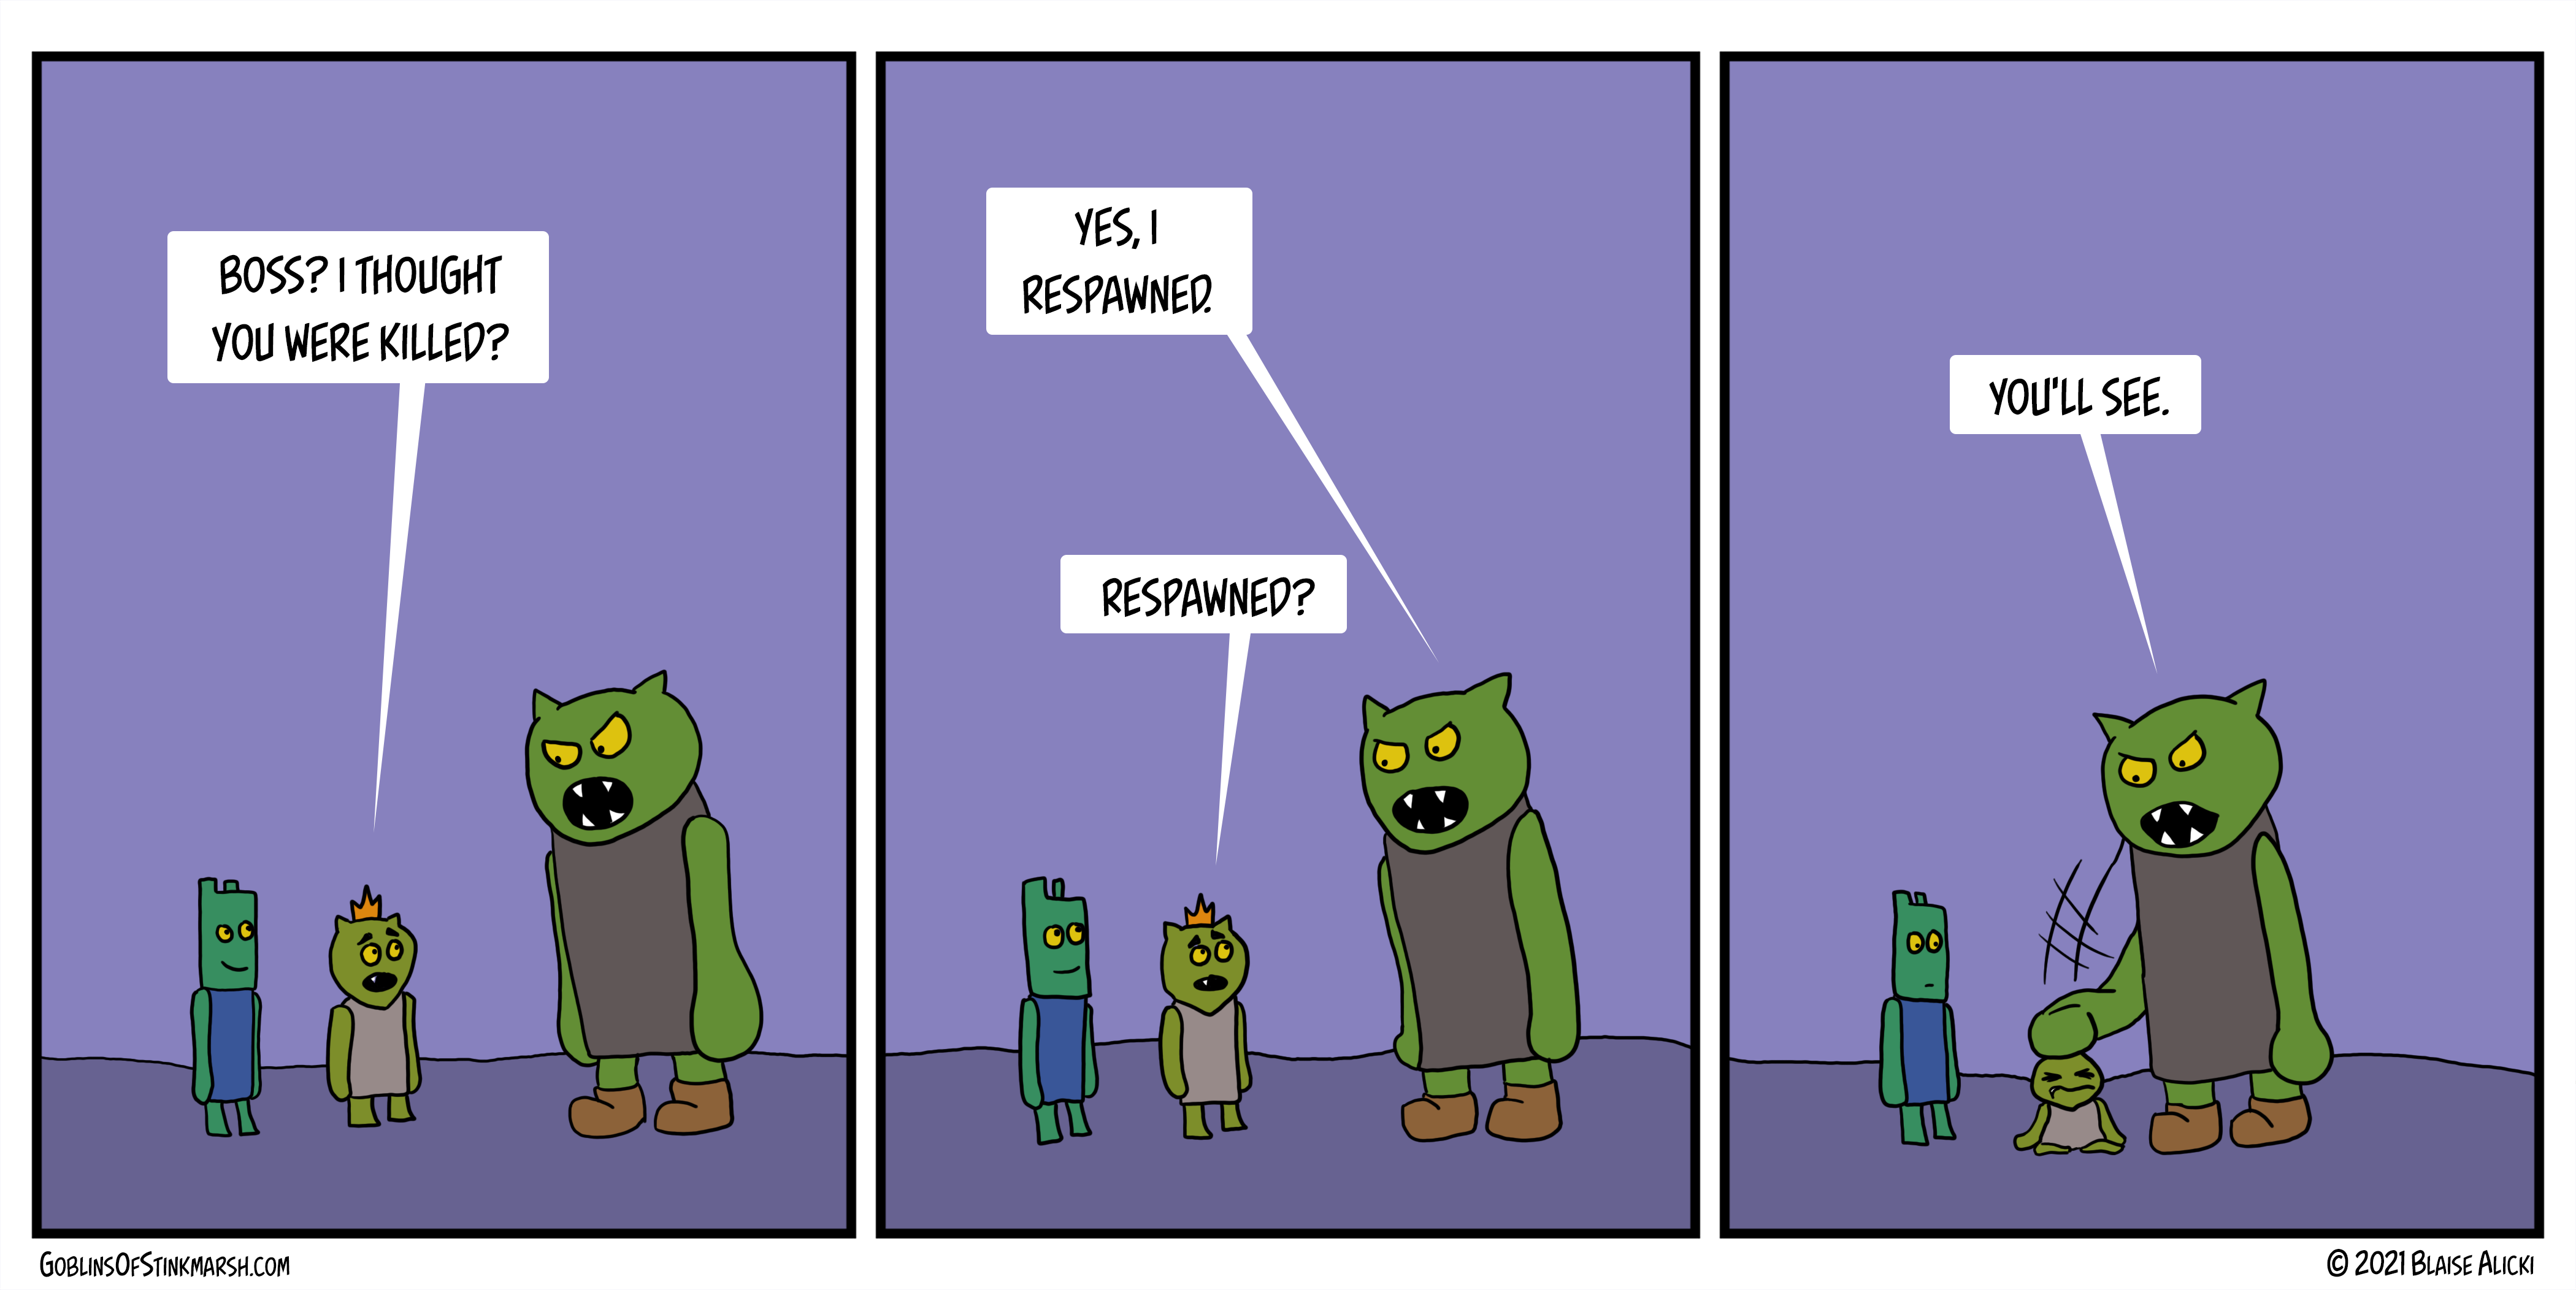 BOSS? I THOUGHT
YOU WERE KILLED?
YES, I
RESPAWNED.
RESPAWNED?
YOU'LL SEE.
GOBLINSOFSTINKMARSH.COM
© 2021 BLAISE ALICKI